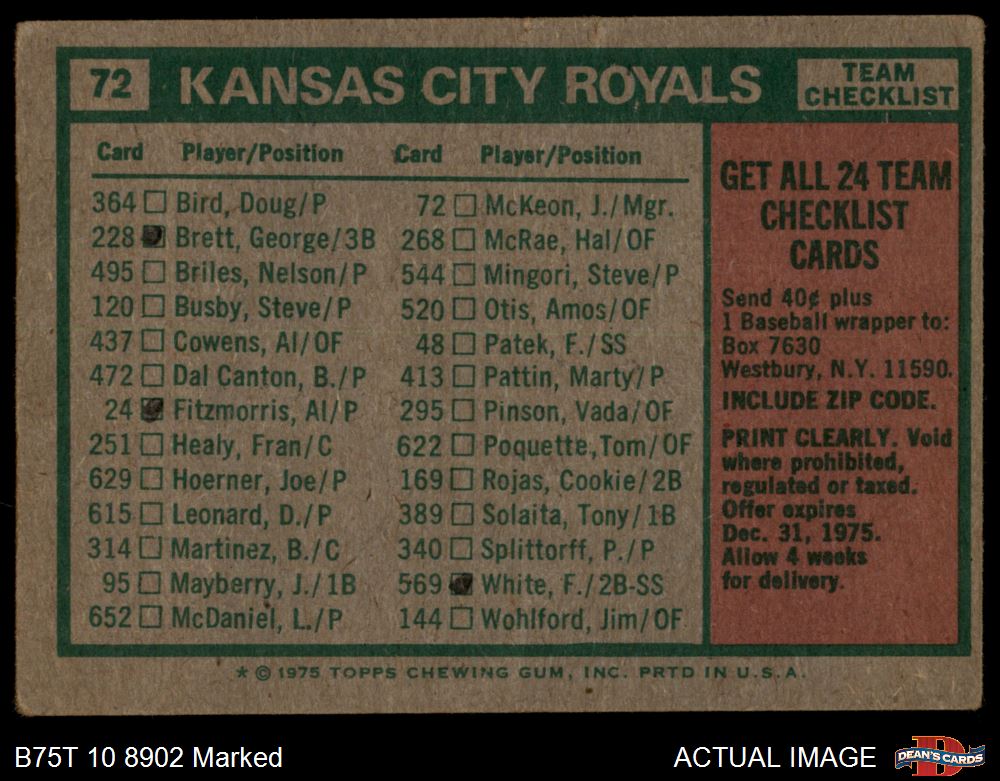 72 KANSAS CITY ROYALS TEAM CHECKLIST
Card Player/Position Card Player/Position
364 Bird, Doug/P
228 Brett, George/3B
495 Briles, Nelson/P
120 Busby, Steve/P
437 Cowens, Al/OF
472 Dal Canton, B./P
24 Fitzmorris, Al/P
251 Healy, Fran/C
629 Hoerner, Joe/P
615 Leonard, D./P
314 Martinez, B./C
95 Mayberry, J./1B
652 McDaniel, L./P
72 McKeon, J./Mgr.
268 McRae, Hal/OF
544 Mingori, Steve/P
520 Otis, Amos/OF
48 Patek, F./SS
413 Pattin, Marty/P
295 Pinson, Vada/OF
622 Poquette,Tom/OF
169 Rojas, Cookie/2B
389 Solaita, Tony/1B
340 Splittorff, P./P
569 White, F./2B-SS
144 Wohlford, Jim/OF
GET ALL 24 TEAM
CHECKLIST
CARDS
Send 40¢ plus
1 Baseball wrapper to:
Box 7630
Westbury, N.Y. 11590.
INCLUDE ZIP CODE.
PRINT CLEARLY. Void
where prohibited,
regulated or taxed.
Offer expires
Dec. 31, 1975.
Allow 4 weeks
for delivery.
* © 1975 TOPPS CHEWING GUM, INC. PRTD IN U.S.A.
B75T 10 8902 Marked
ACTUAL IMAGE
D
DEAN'S CARDS